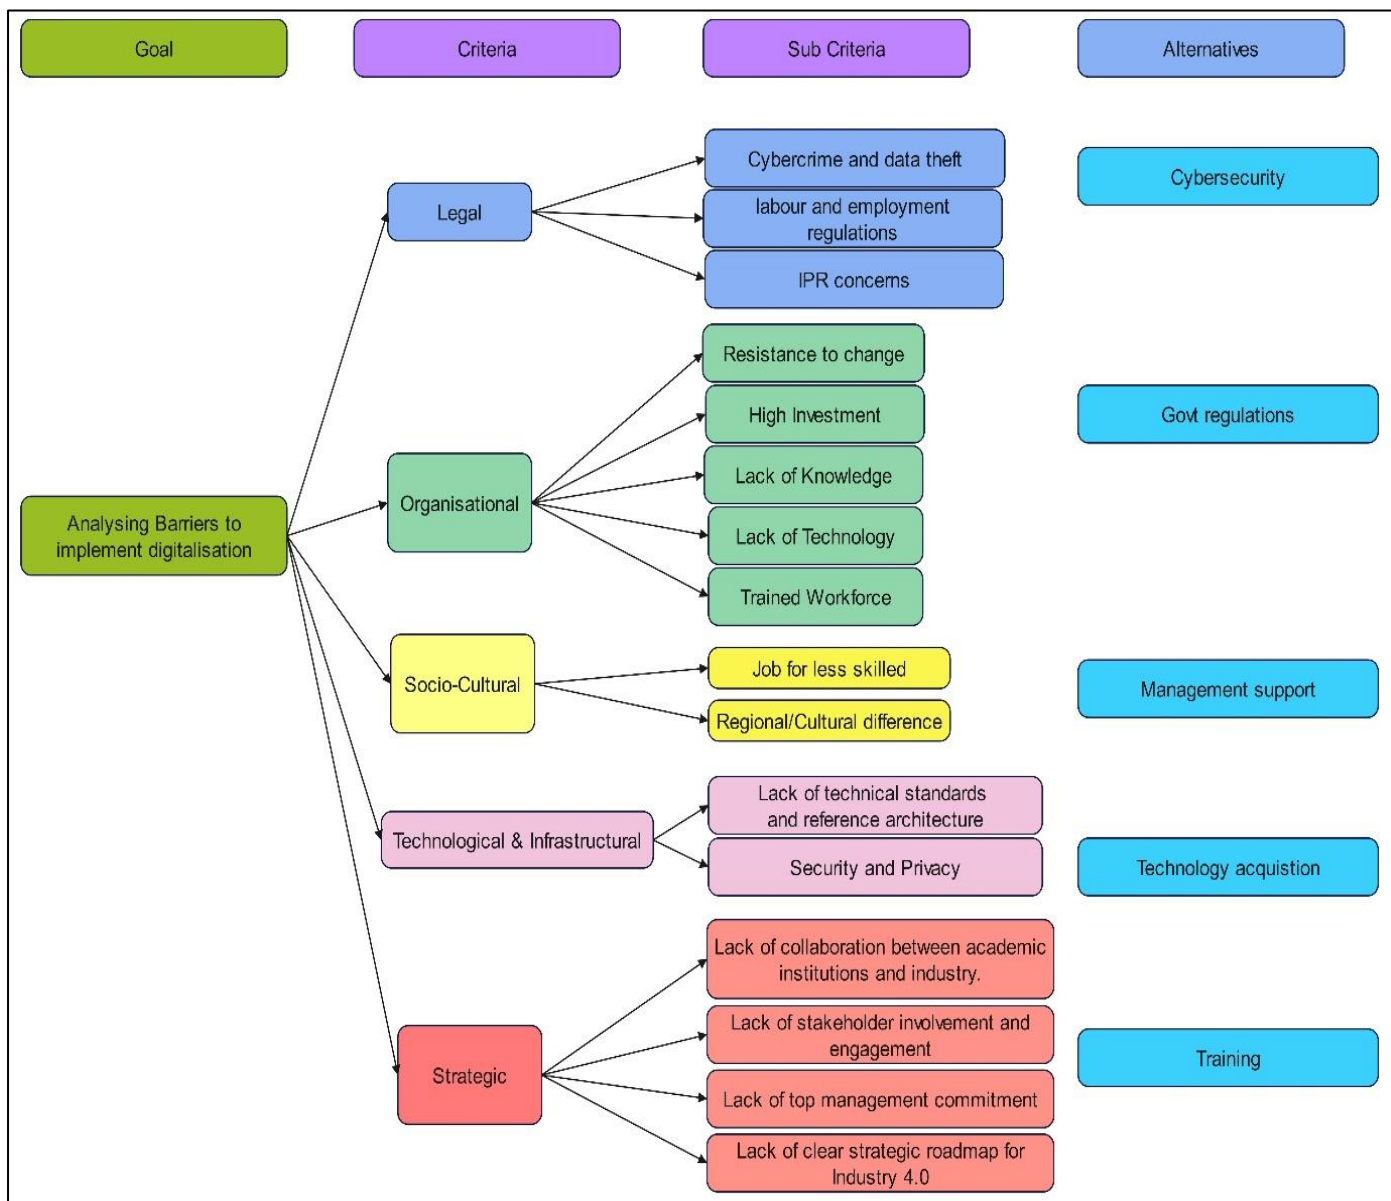 Goal
Criteria
Sub Criteria
Alternatives
Legal
Cybercrime and data theft
labour and employment
regulations
IPR concerns
Cybersecurity
Organisational
Resistance to change
High Investment
Lack of Knowledge
Lack of Technology
Trained Workforce
Govt regulations
Analysing Barriers to
implement digitalisation
Socio-Cultural
Job for less skilled
Regional/Cultural difference
Management support
Technological & Infrastructural
Lack of technical standards
and reference architecture
Security and Privacy
Technology acquistion
Strategic
Lack of collaboration between academic
institutions and industry.
Lack of stakeholder involvement and
engagement
Lack of top management commitment
Lack of clear strategic roadmap for
Industry 4.0
Training